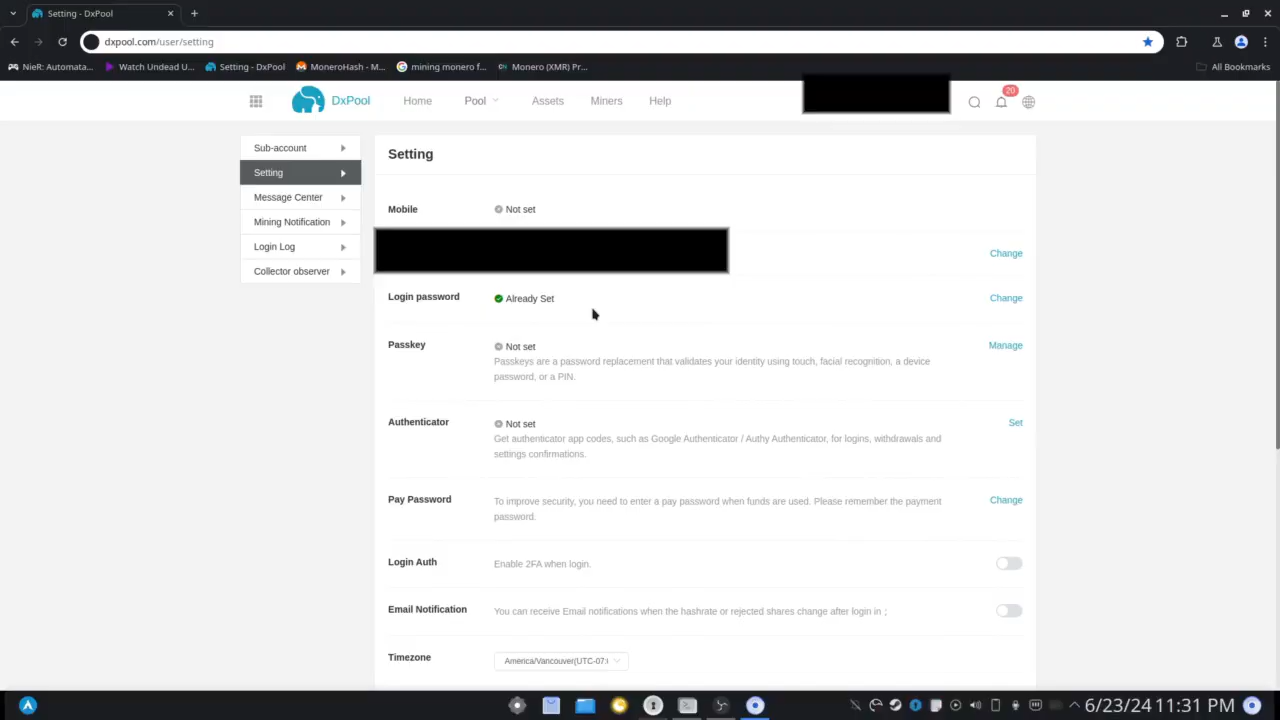 Setting - DxPool
dxpool.com/user/setting
NieR: Automata...
Watch Undead U...
Setting - DxPool
MoneroHash - M...
mining monero f...
Monero (XMR) Pr...
All Bookmarks
DxPool
Home
Pool
Assets
Miners
Help
20
Sub-account
Setting
Message Center
Mining Notification
Login Log
Collector observer
Setting
Mobile
Not set
Change
Login password
Already Set
Change
Passkey
Not set
Manage
Passkeys are a password replacement that validates your identity using touch, facial recognition, a device
password, or a PIN.
Authenticator
Not set
Set
Get authenticator app codes, such as Google Authenticator / Authy Authenticator, for logins, withdrawals and
settings confirmations.
Pay Password
To improve security, you need to enter a pay password when funds are used. Please remember the payment
password.
Change
Login Auth
Enable 2FA when login.
Email Notification
You can receive Email notifications when the hashrate or rejected shares change after login in ;
Timezone
America/Vancouver(UTC-07:
6/23/24 11:31 PM